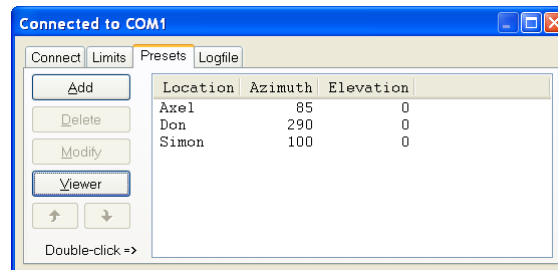 Connected to COM1
Connect Limits Presets Logfile
Add
Delete
Modify
Viewer
Double-click =>
Location Azimuth Elevation
Axel 85 0
Don 290 0
Simon 100 0